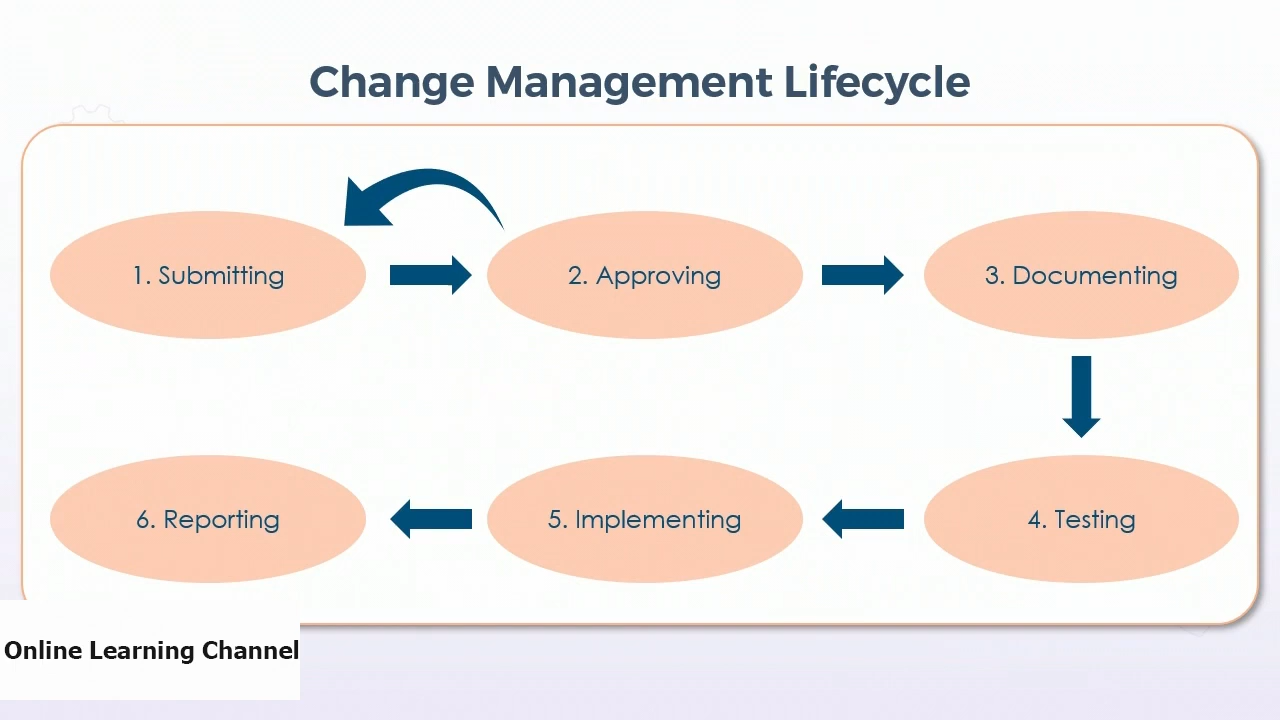 Change Management Lifecycle
1. Submitting
2. Approving
3. Documenting
6. Reporting
5. Implementing
4. Testing
Online Learning Channel